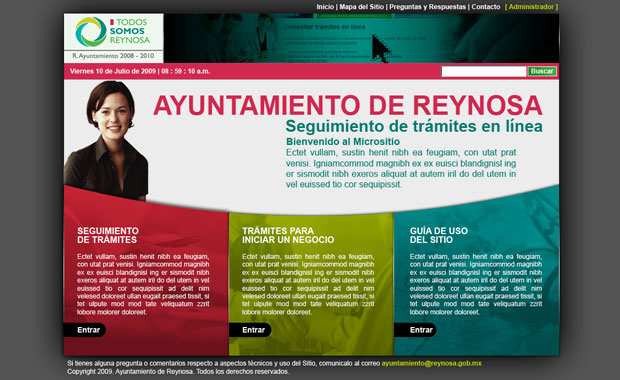 Inicio | Mapa del Sitio | Preguntas y Respuestas | Contacto [ Administrador ]
TODOS
SOMOS
REYNOSA
R. Ayuntamiento 2008 - 2010
Consultar trámites en línea
Viernes 10 de Julio de 2009 | 08 : 59 : 10 a.m.
Buscar
AYUNTAMIENTO DE REYNOSA
Seguimiento de trámites en línea
Bienvenido al Micrositio
Ectet vullam, sustin henit nibh ea feugiam, con utat prat
venisi. Igniamcommod magnibh ex ex euisci blandignisl ing
er sismodit nibh exeros aliquat at autem iril do del utem in
vel euissed tio cor sequipissit.
SEGUIMIENTO
DE TRÁMITES
Ectet vullam, sustin henit nibh ea feugiam,
con utat prat venisi. Igniamcommod magnibh
ex ex euisci blandignisl ing er sismodit nibh
exeros aliquat at autem iril do del utem in vel
euissed tio cor sequipissit ad delit nim
velesed doloreet ullan eugait praesed tissit, si
tet ulpute mod mod tate veliquatum zzrit
lobore molorer doloreet.
Entrar
TRÁMITES PARA
INICIAR UN NEGOCIO
Ectet vullam, sustin henit nibh ea feugiam,
con utat prat venisi. Igniamcommod magnibh
ex ex euisci blandignisl ing er sismodit nibh
exeros aliquat at autem iril do del utem in vel
euissed tio cor sequipissit ad delit nim
velesed doloreet ullan eugait praesed tissit, si
tet ulpute mod mod tate veliquatum zzrit
lobore molorer doloreet.
Entrar
GUÍA DE USO
DEL SITIO
Ectet vullam, sustin henit nibh ea feugiam,
con utat prat venisi. Igniamcommod magnibh
ex ex euisci blandignisl ing er sismodit nibh
exeros aliquat at autem iril do del utem in vel
euissed tio cor sequipissit ad delit nim
velesed doloreet ullan eugait praesed tissit, si
tet ulpute mod mod tate veliquatum zzrit
lobore molorer doloreet.
Entrar
Si tienes alguna pregunta o comentarios respecto a aspectos técnicos y uso del Sitio, comunicalo al correo ayuntamiento@reynosa.gob.mx
Copyright 2009. Ayuntamiento de Reynosa. Todos los derechos reservados.